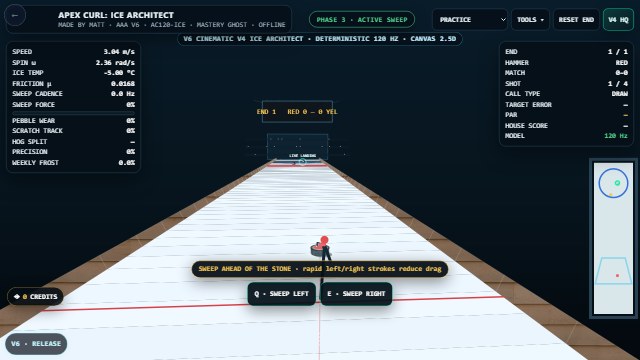 ←
APEX CURL: ICE ARCHITECT
MADE BY MATT · AAA V6 · AC120-ICE · MASTERY GHOST · OFFLINE
PHASE 3 · ACTIVE SWEEP
PRACTICE
TOOLS ▾
RESET END
V4 HQ
V6 CINEMATIC V4 ICE ARCHITECT · DETERMINISTIC 120 HZ · CANVAS 2.5D
SPEED 3.04 m/s
SPIN ω 2.36 rad/s
ICE TEMP -5.00 °C
FRICTION μ 0.0168
SWEEP CADENCE 0.0 Hz
SWEEP FORCE 0%
PEBBLE WEAR 0%
SCRATCH TRACK 0%
HOG SPLIT —
PRECISION 0%
WEEKLY FROST 0.0%
END 1 / 1
HAMMER RED
MATCH 0–0
SHOT 1 / 4
CALL TYPE DRAW
TARGET ERROR —
PAR —
HOUSE SCORE —
MODEL 120 Hz
END 1 RED 0 — 0 YEL
LIVE LANDING
SWEEP AHEAD OF THE STONE · rapid left/right strokes reduce drag
Q · SWEEP LEFT
E · SWEEP RIGHT
◆ 0 CREDITS
V6 · RELEASE